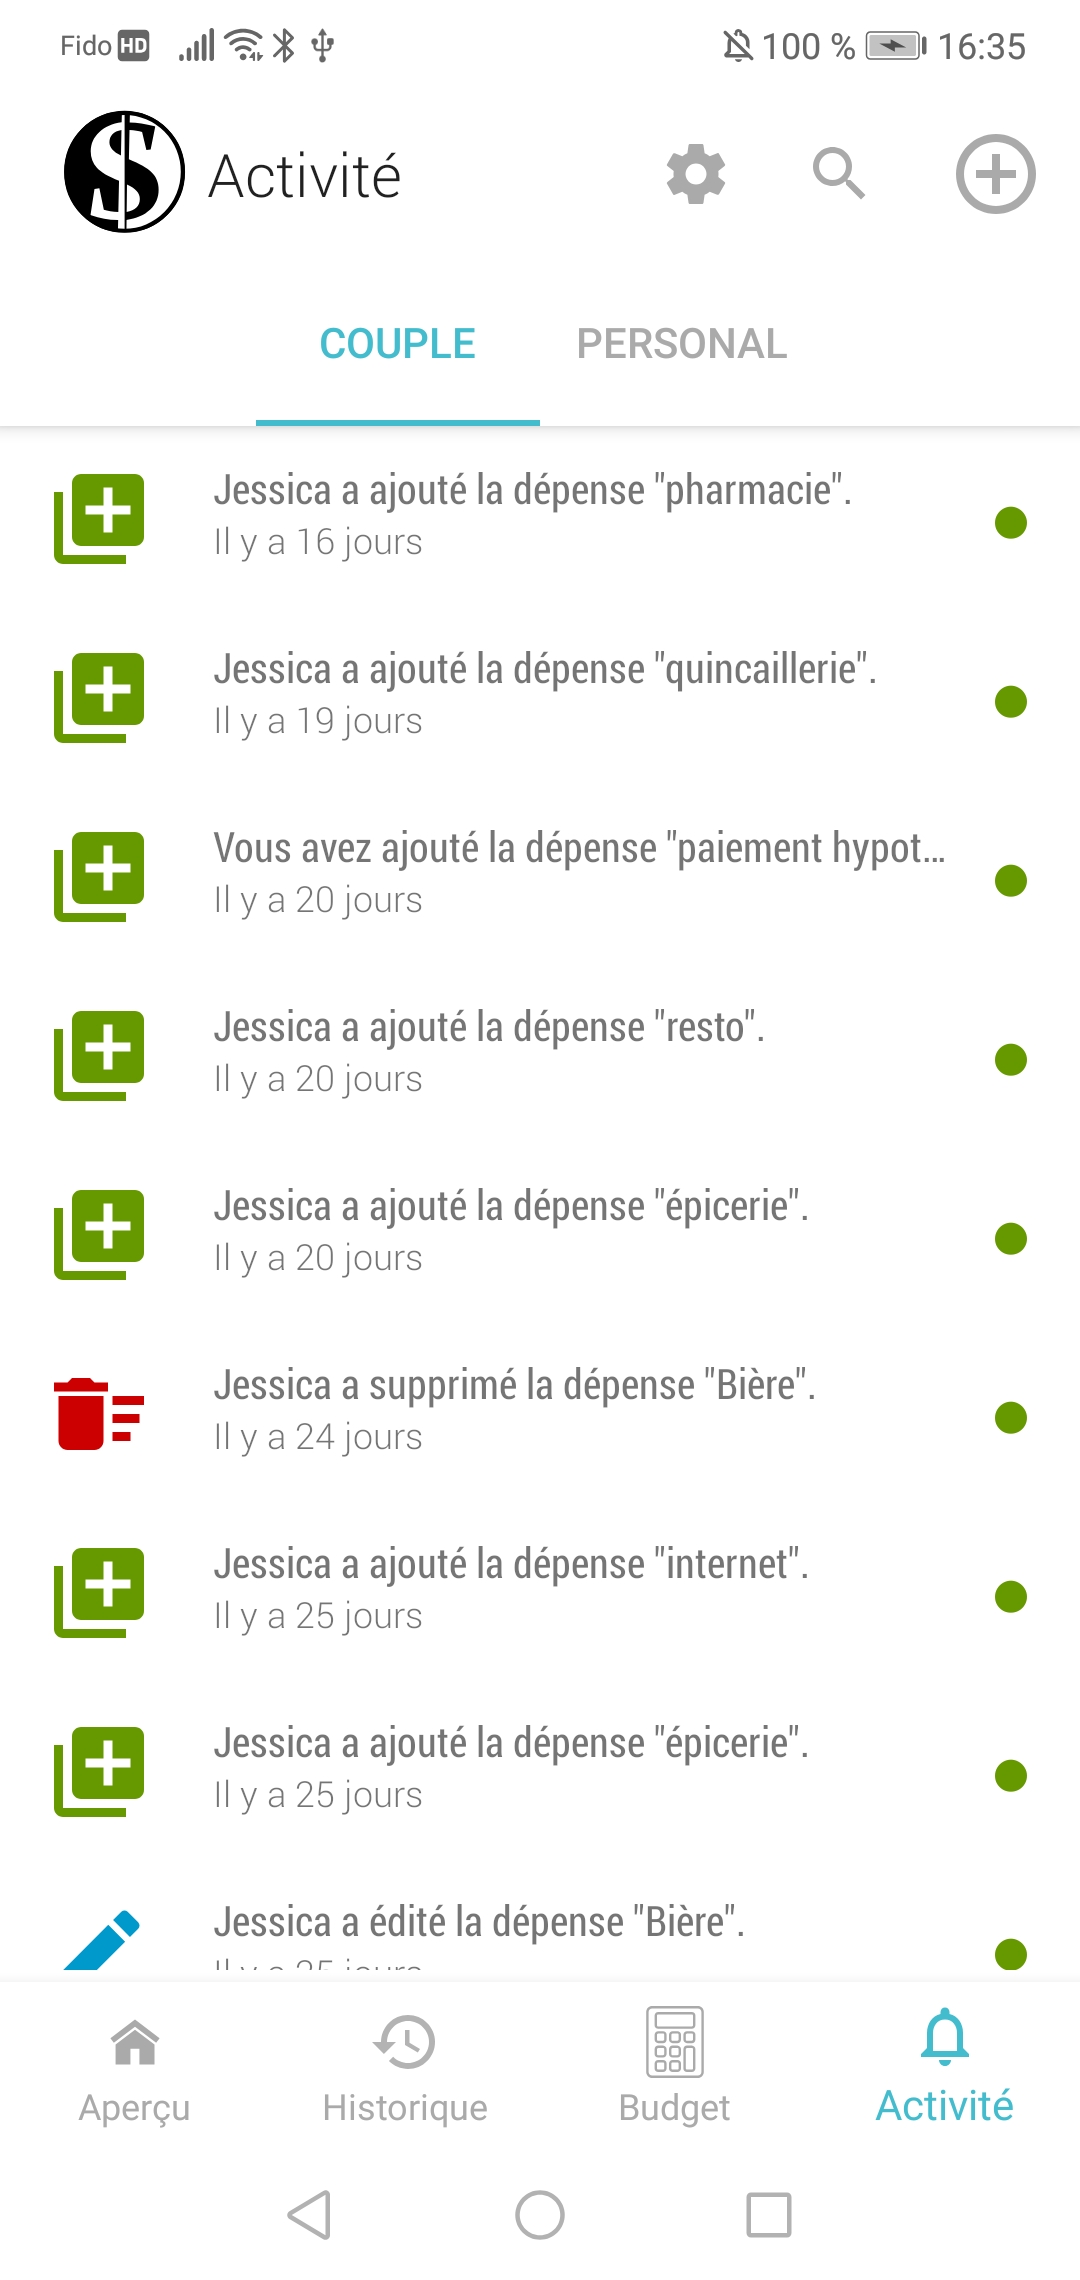 Fido HD 100 % 16:35
Activité
COUPLE PERSONAL
Jessica a ajouté la dépense "pharmacie".
Il y a 16 jours
Jessica a ajouté la dépense "quincaillerie".
Il y a 19 jours
Vous avez ajouté la dépense "paiement hypot...
Il y a 20 jours
Jessica a ajouté la dépense "resto".
Il y a 20 jours
Jessica a ajouté la dépense "épicerie".
Il y a 20 jours
Jessica a supprimé la dépense "Bière".
Il y a 24 jours
Jessica a ajouté la dépense "internet".
Il y a 25 jours
Jessica a ajouté la dépense "épicerie".
Il y a 25 jours
Jessica a édité la dépense "Bière".
Il y a 25 jours
Aperçu Historique Budget Activité